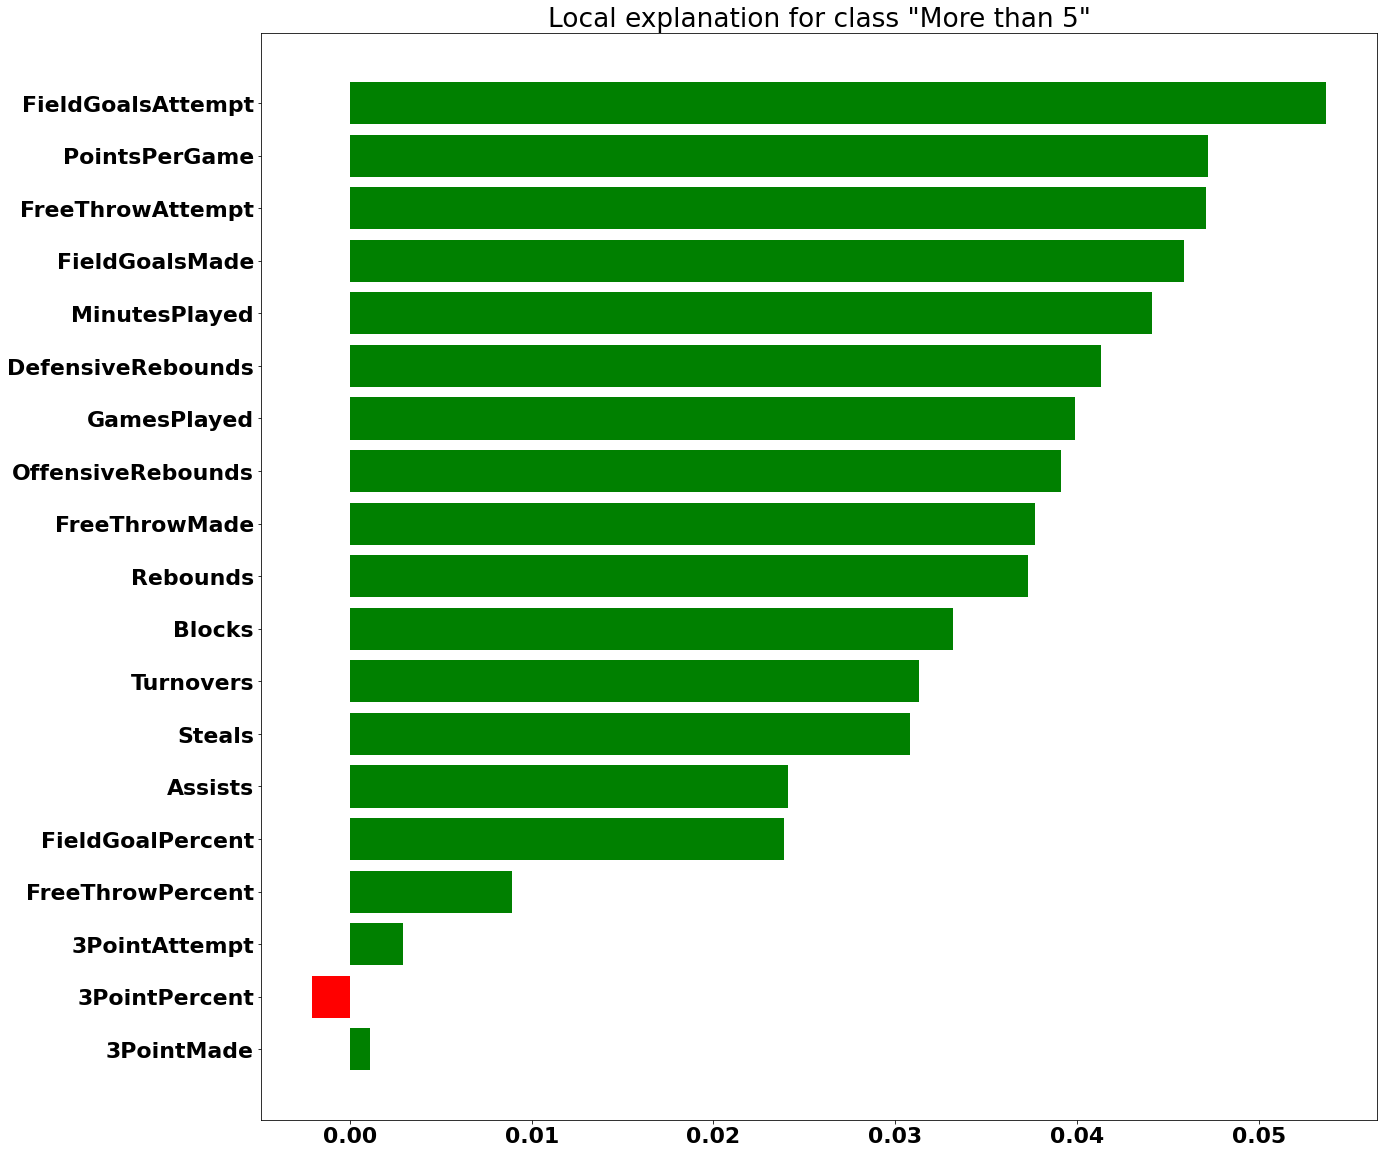 Local explanation for class "More than 5"
FieldGoalsAttempt
PointsPerGame
FreeThrowAttempt
FieldGoalsMade
MinutesPlayed
DefensiveRebounds
GamesPlayed
OffensiveRebounds
FreeThrowMade
Rebounds
Blocks
Turnovers
Steals
Assists
FieldGoalPercent
FreeThrowPercent
3PointAttempt
3PointPercent
3PointMade
0.00 0.01 0.02 0.03 0.04 0.05